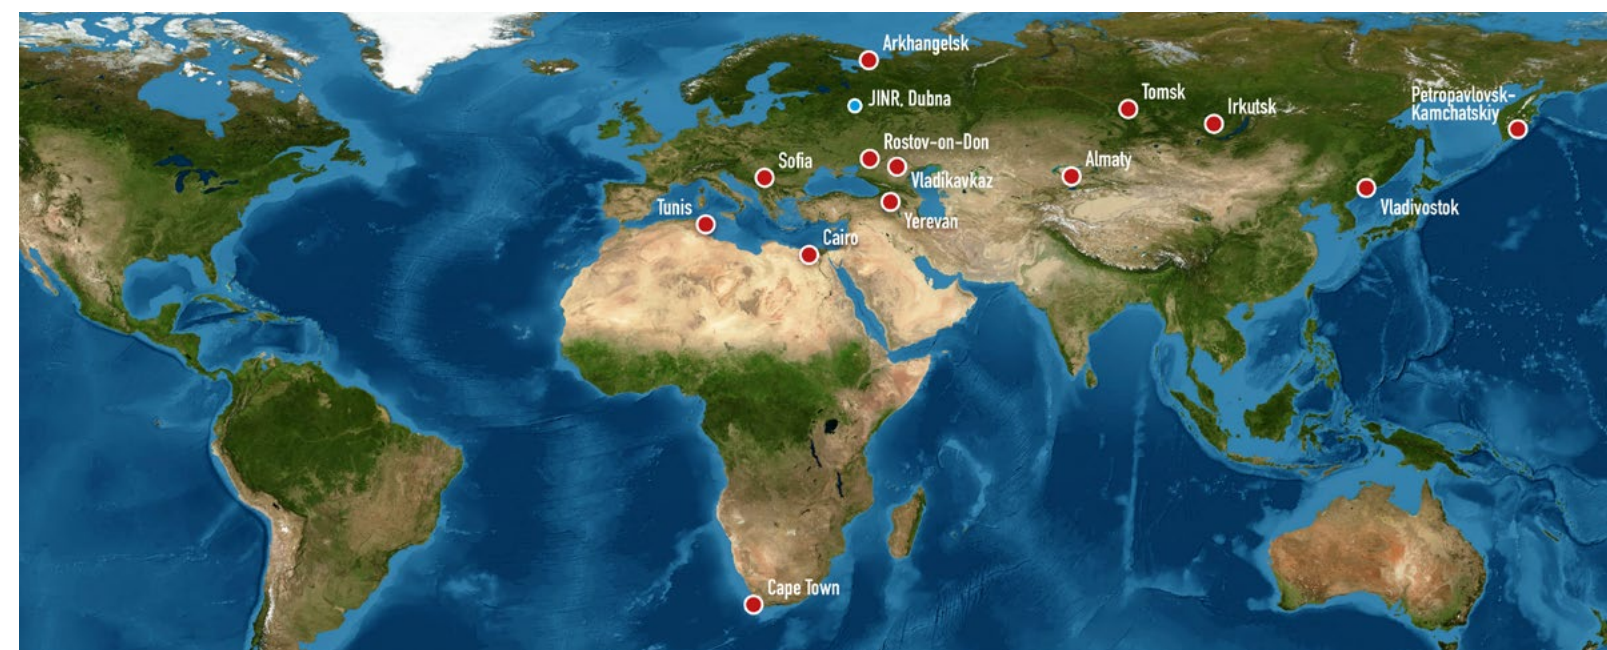 Arkhangelsk
JINR, Dubna
Tomsk
Irkutsk
Petropavlovsk-
Kamchatskiy
Rostov-on-Don
Sofia
Vladikavkaz
Almaty
Vladivostok
Tunis
Yerevan
Cairo
Cape Town